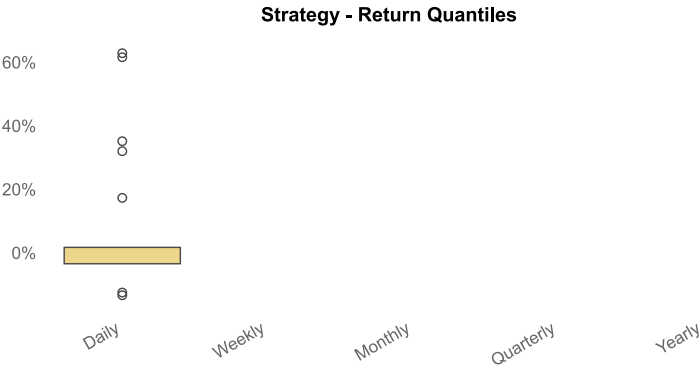 Strategy - Return Quantiles
60%
40%
20%
0%
Daily
Weekly
Monthly
Quarterly
Yearly